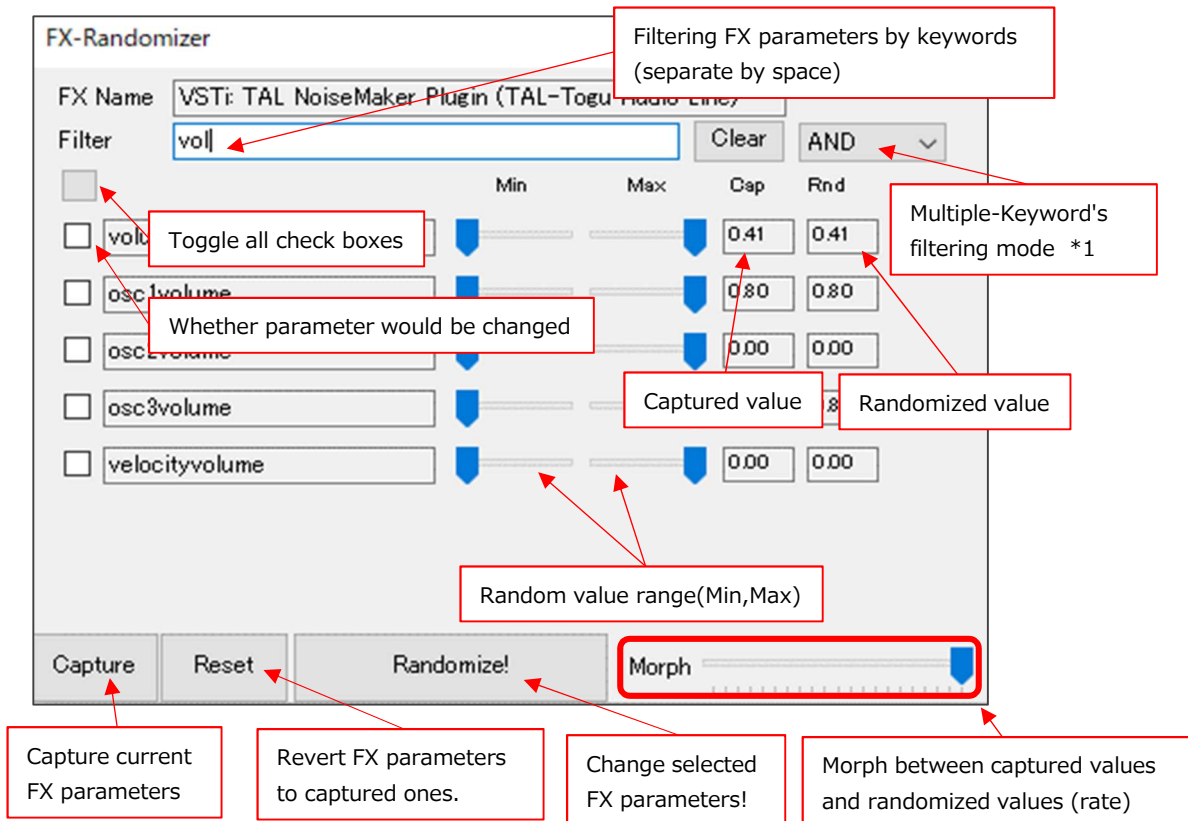 FX-Randomizer
Filtering FX parameters by keywords
(separate by space)
FX Name VSTi: TAL NoiseMaker Plugin (TAL-Togu Audio Line)
Filter vol Clear AND
Min Max Cap Rnd
Multiple-Keyword's
filtering mode *1
Toggle all check boxes
volu 0.41 0.41
osc1volume 0.80 0.80
Whether parameter would be changed
osc2volume 0.00 0.00
Captured value
Randomized value
osc3volume
velocityvolume 0.00 0.00
Random value range(Min,Max)
Capture Reset Randomize! Morph
Capture current
FX parameters
Revert FX parameters
to captured ones.
Change selected
FX parameters!
Morph between captured values
and randomized values (rate)